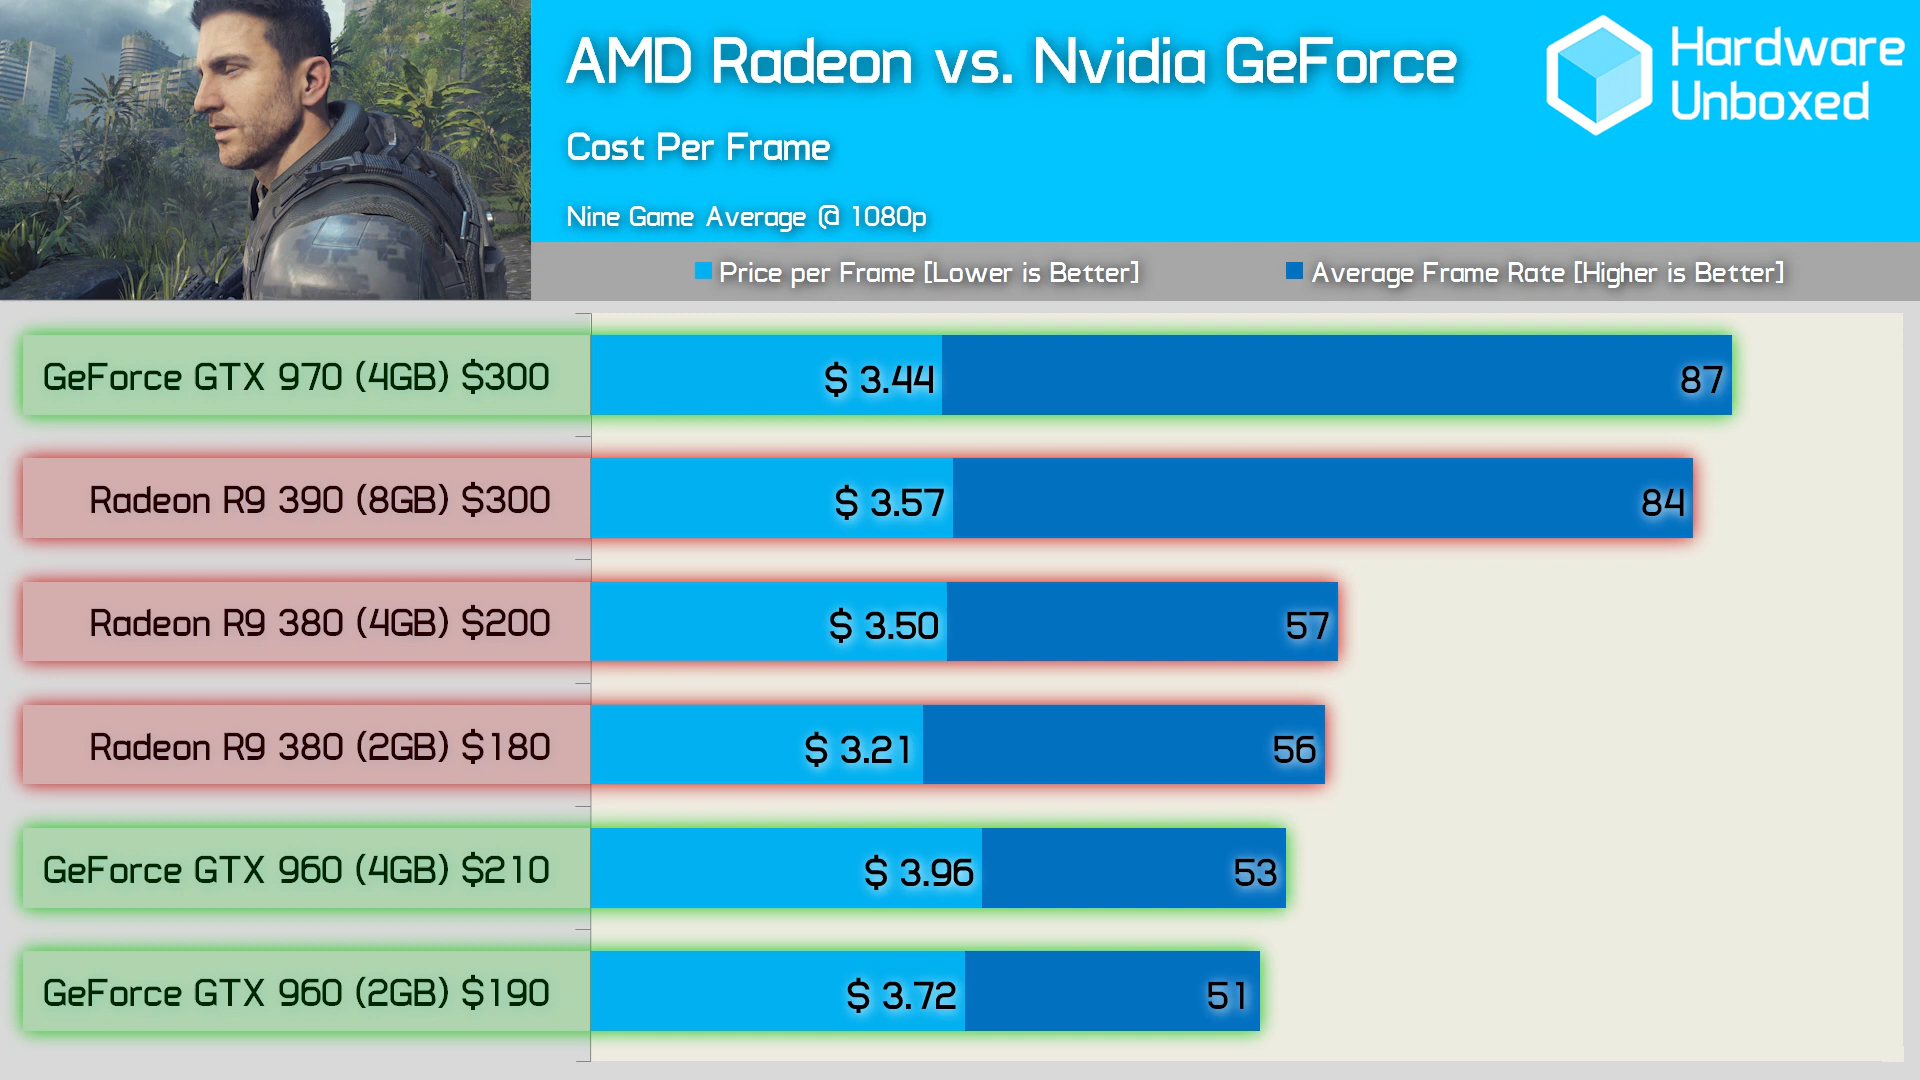 AMD Radeon vs. Nvidia GeForce
Hardware
Unboxed
Cost Per Frame
Nine Game Average @ 1080p
Price per Frame [Lower is Better]
Average Frame Rate [Higher is Better]
GeForce GTX 970 (4GB) $300 $ 3.44 87
Radeon R9 390 (8GB) $300 $ 3.57 84
Radeon R9 380 (4GB) $200 $ 3.50 57
Radeon R9 380 (2GB) $180 $ 3.21 56
GeForce GTX 960 (4GB) $210 $ 3.96 53
GeForce GTX 960 (2GB) $190 $ 3.72 51